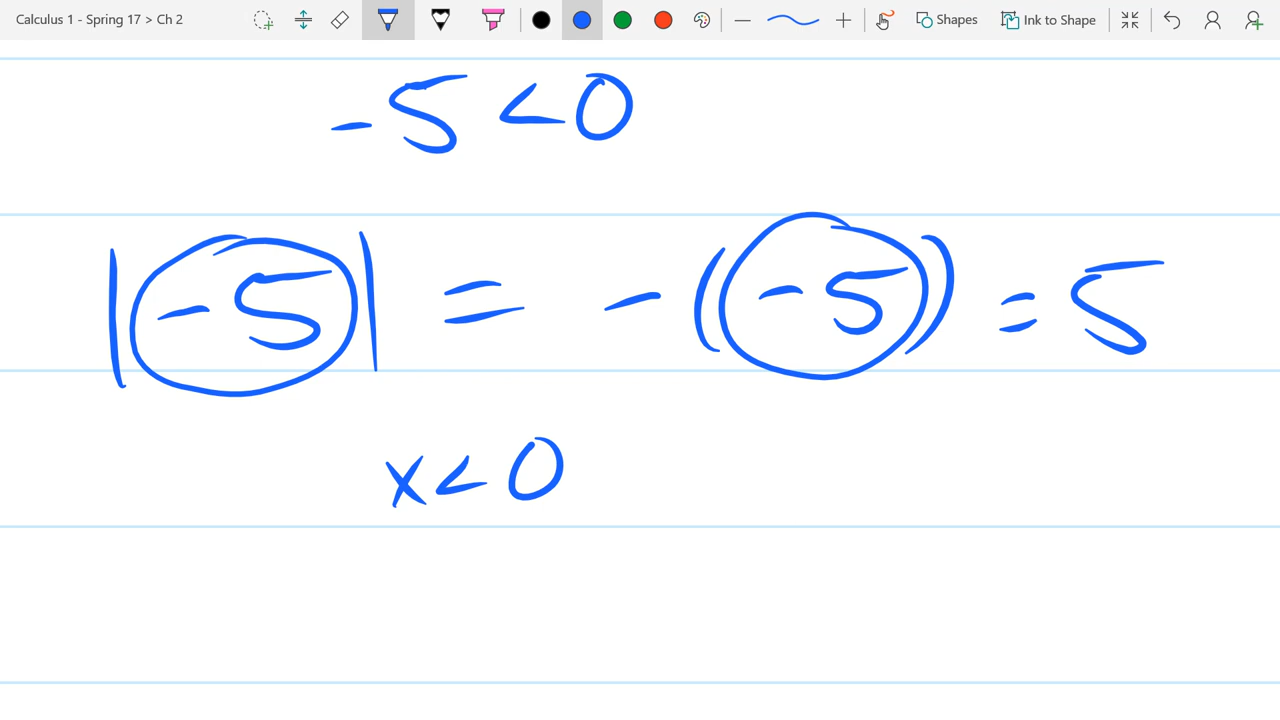 Calculus 1 - Spring 17 > Ch 2 Shapes Ink to Shape
-5 < 0
|-5| = -(-5) = 5
x < 0